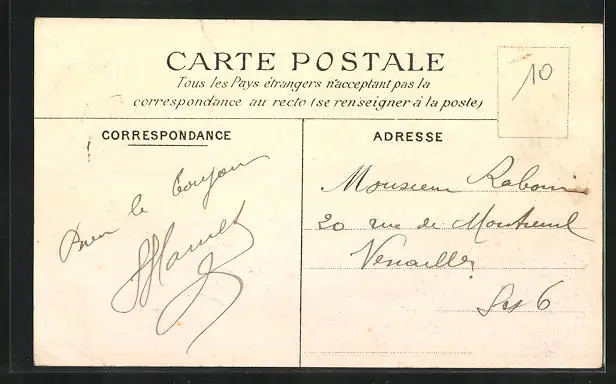 CARTE POSTALE
Tous les Pays étrangers n'acceptant pas la
correspondance au recto (se renseigner à la poste)
10
CORRESPONDANCE
ADRESSE
le
Monsieur
20 rue de Montreuil
Versailles
6